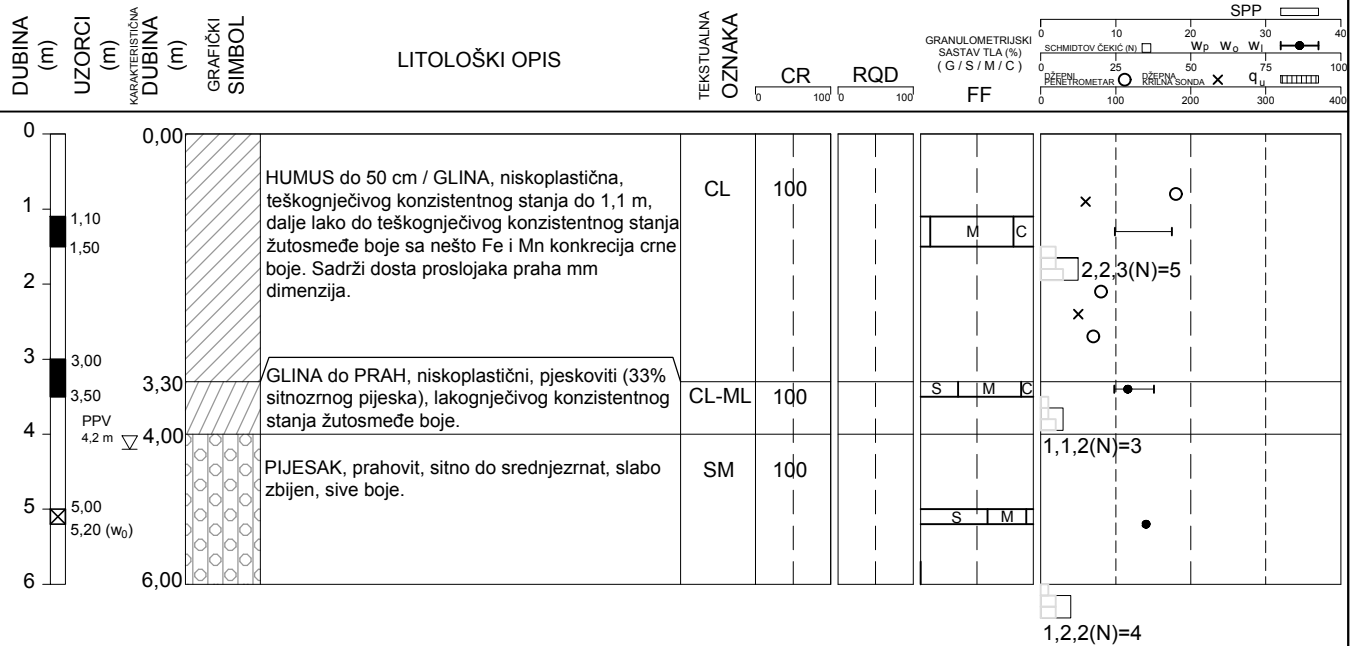 DUBINA
(m)
UZORCI
(m)
KARAKTERISTIČNA
DUBINA
(m)
GRAFIČKI
SIMBOL
LITOLOŠKI OPIS
TEKSTUALNA
OZNAKA
CR
0 100
RQD
0 100
GRANULOMETRIJSKI
SASTAV TLA (%)
( G / S / M / C )
FF
SPP
0 10 20 30 40
SCHMIDTOV ČEKIĆ (N) wP wo wl
0 25 50 75 100
DŽEPNI
PENETROMETAR
DŽEPNA
KRILNA SONDA
qu
0 100 200 300 400
0
1
2
3
4
5
6
1,10
1,50
3,00
3,50
PPV
4,2 m
5,00
5,20 (w0)
0,00
3,30
4,00
6,00
HUMUS do 50 cm / GLINA, niskoplastična,
teškognječivog konzistentnog stanja do 1,1 m,
dalje lako do teškognječivog konzistentnog stanja
žutosmeđe boje sa nešto Fe i Mn konkrecija crne
boje. Sadrži dosta proslojaka praha mm
dimenzija.
CL
100
M C
2,2,3(N)=5
GLINA do PRAH, niskoplastični, pjeskoviti (33%
sitnozrnog pijeska), lakognječivog konzistentnog
stanja žutosmeđe boje.
CL-ML
100
S M C
1,1,2(N)=3
PIJESAK, prahovit, sitno do srednjezrnat, slabo
zbijen, sive boje.
SM
100
S M
1,2,2(N)=4